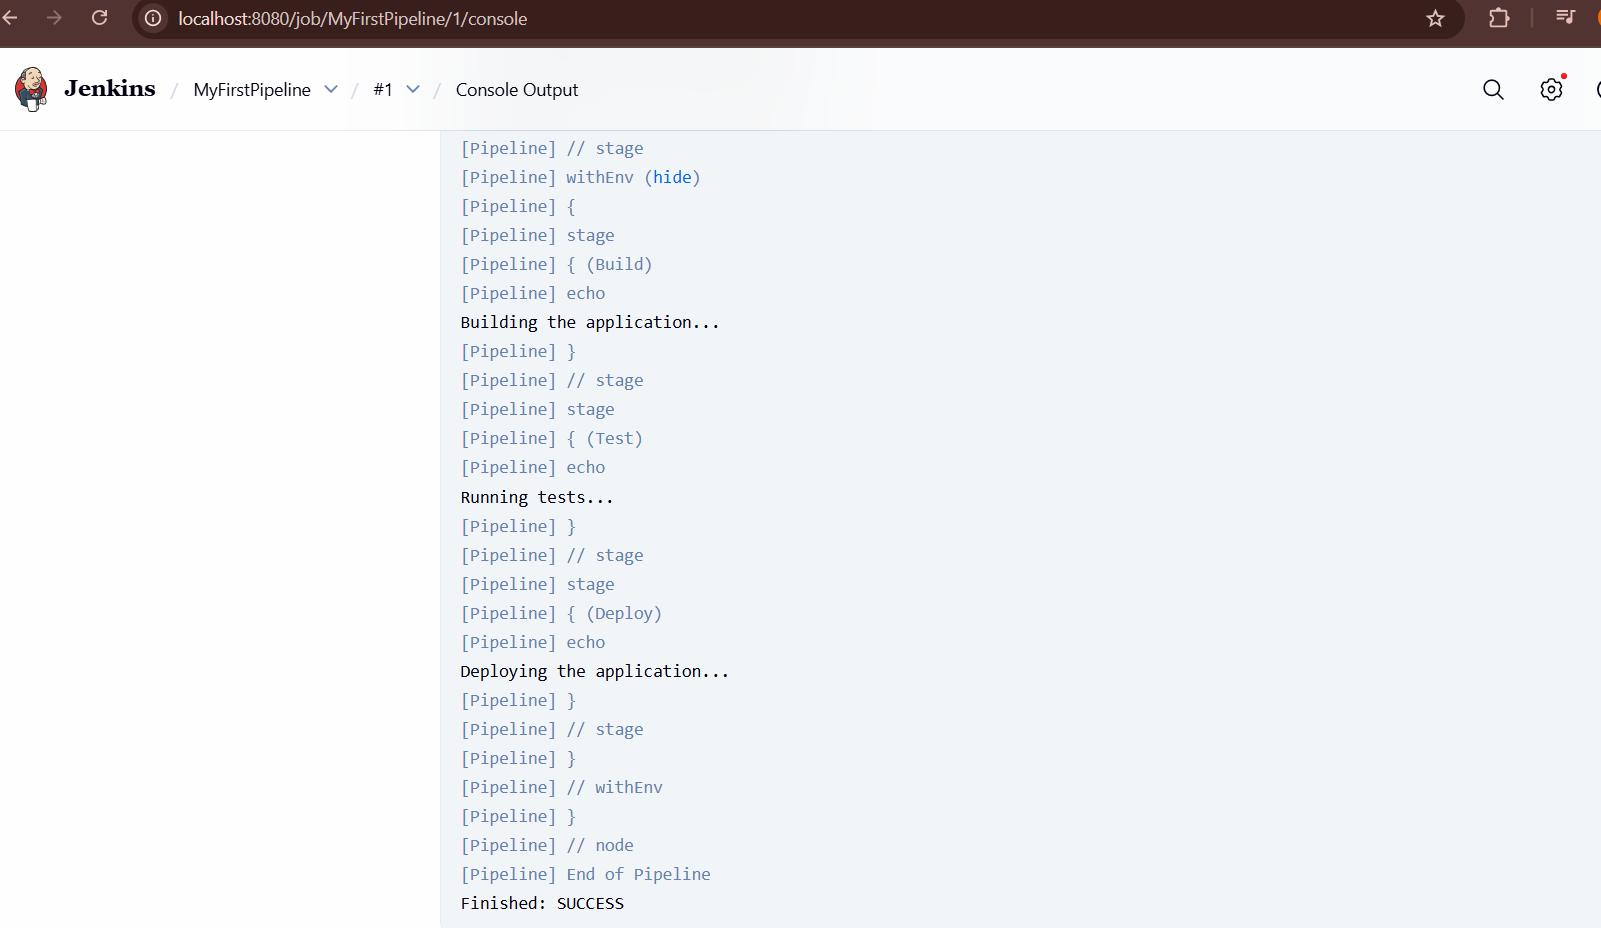 localhost:8080/job/MyFirstPipeline/1/console
Jenkins / MyFirstPipeline / #1 / Console Output
[Pipeline] // stage
[Pipeline] withEnv (hide)
[Pipeline] {
[Pipeline] stage
[Pipeline] { (Build)
[Pipeline] echo
Building the application...
[Pipeline] }
[Pipeline] // stage
[Pipeline] stage
[Pipeline] { (Test)
[Pipeline] echo
Running tests...
[Pipeline] }
[Pipeline] // stage
[Pipeline] stage
[Pipeline] { (Deploy)
[Pipeline] echo
Deploying the application...
[Pipeline] }
[Pipeline] // stage
[Pipeline] }
[Pipeline] // withEnv
[Pipeline] }
[Pipeline] // node
[Pipeline] End of Pipeline
Finished: SUCCESS